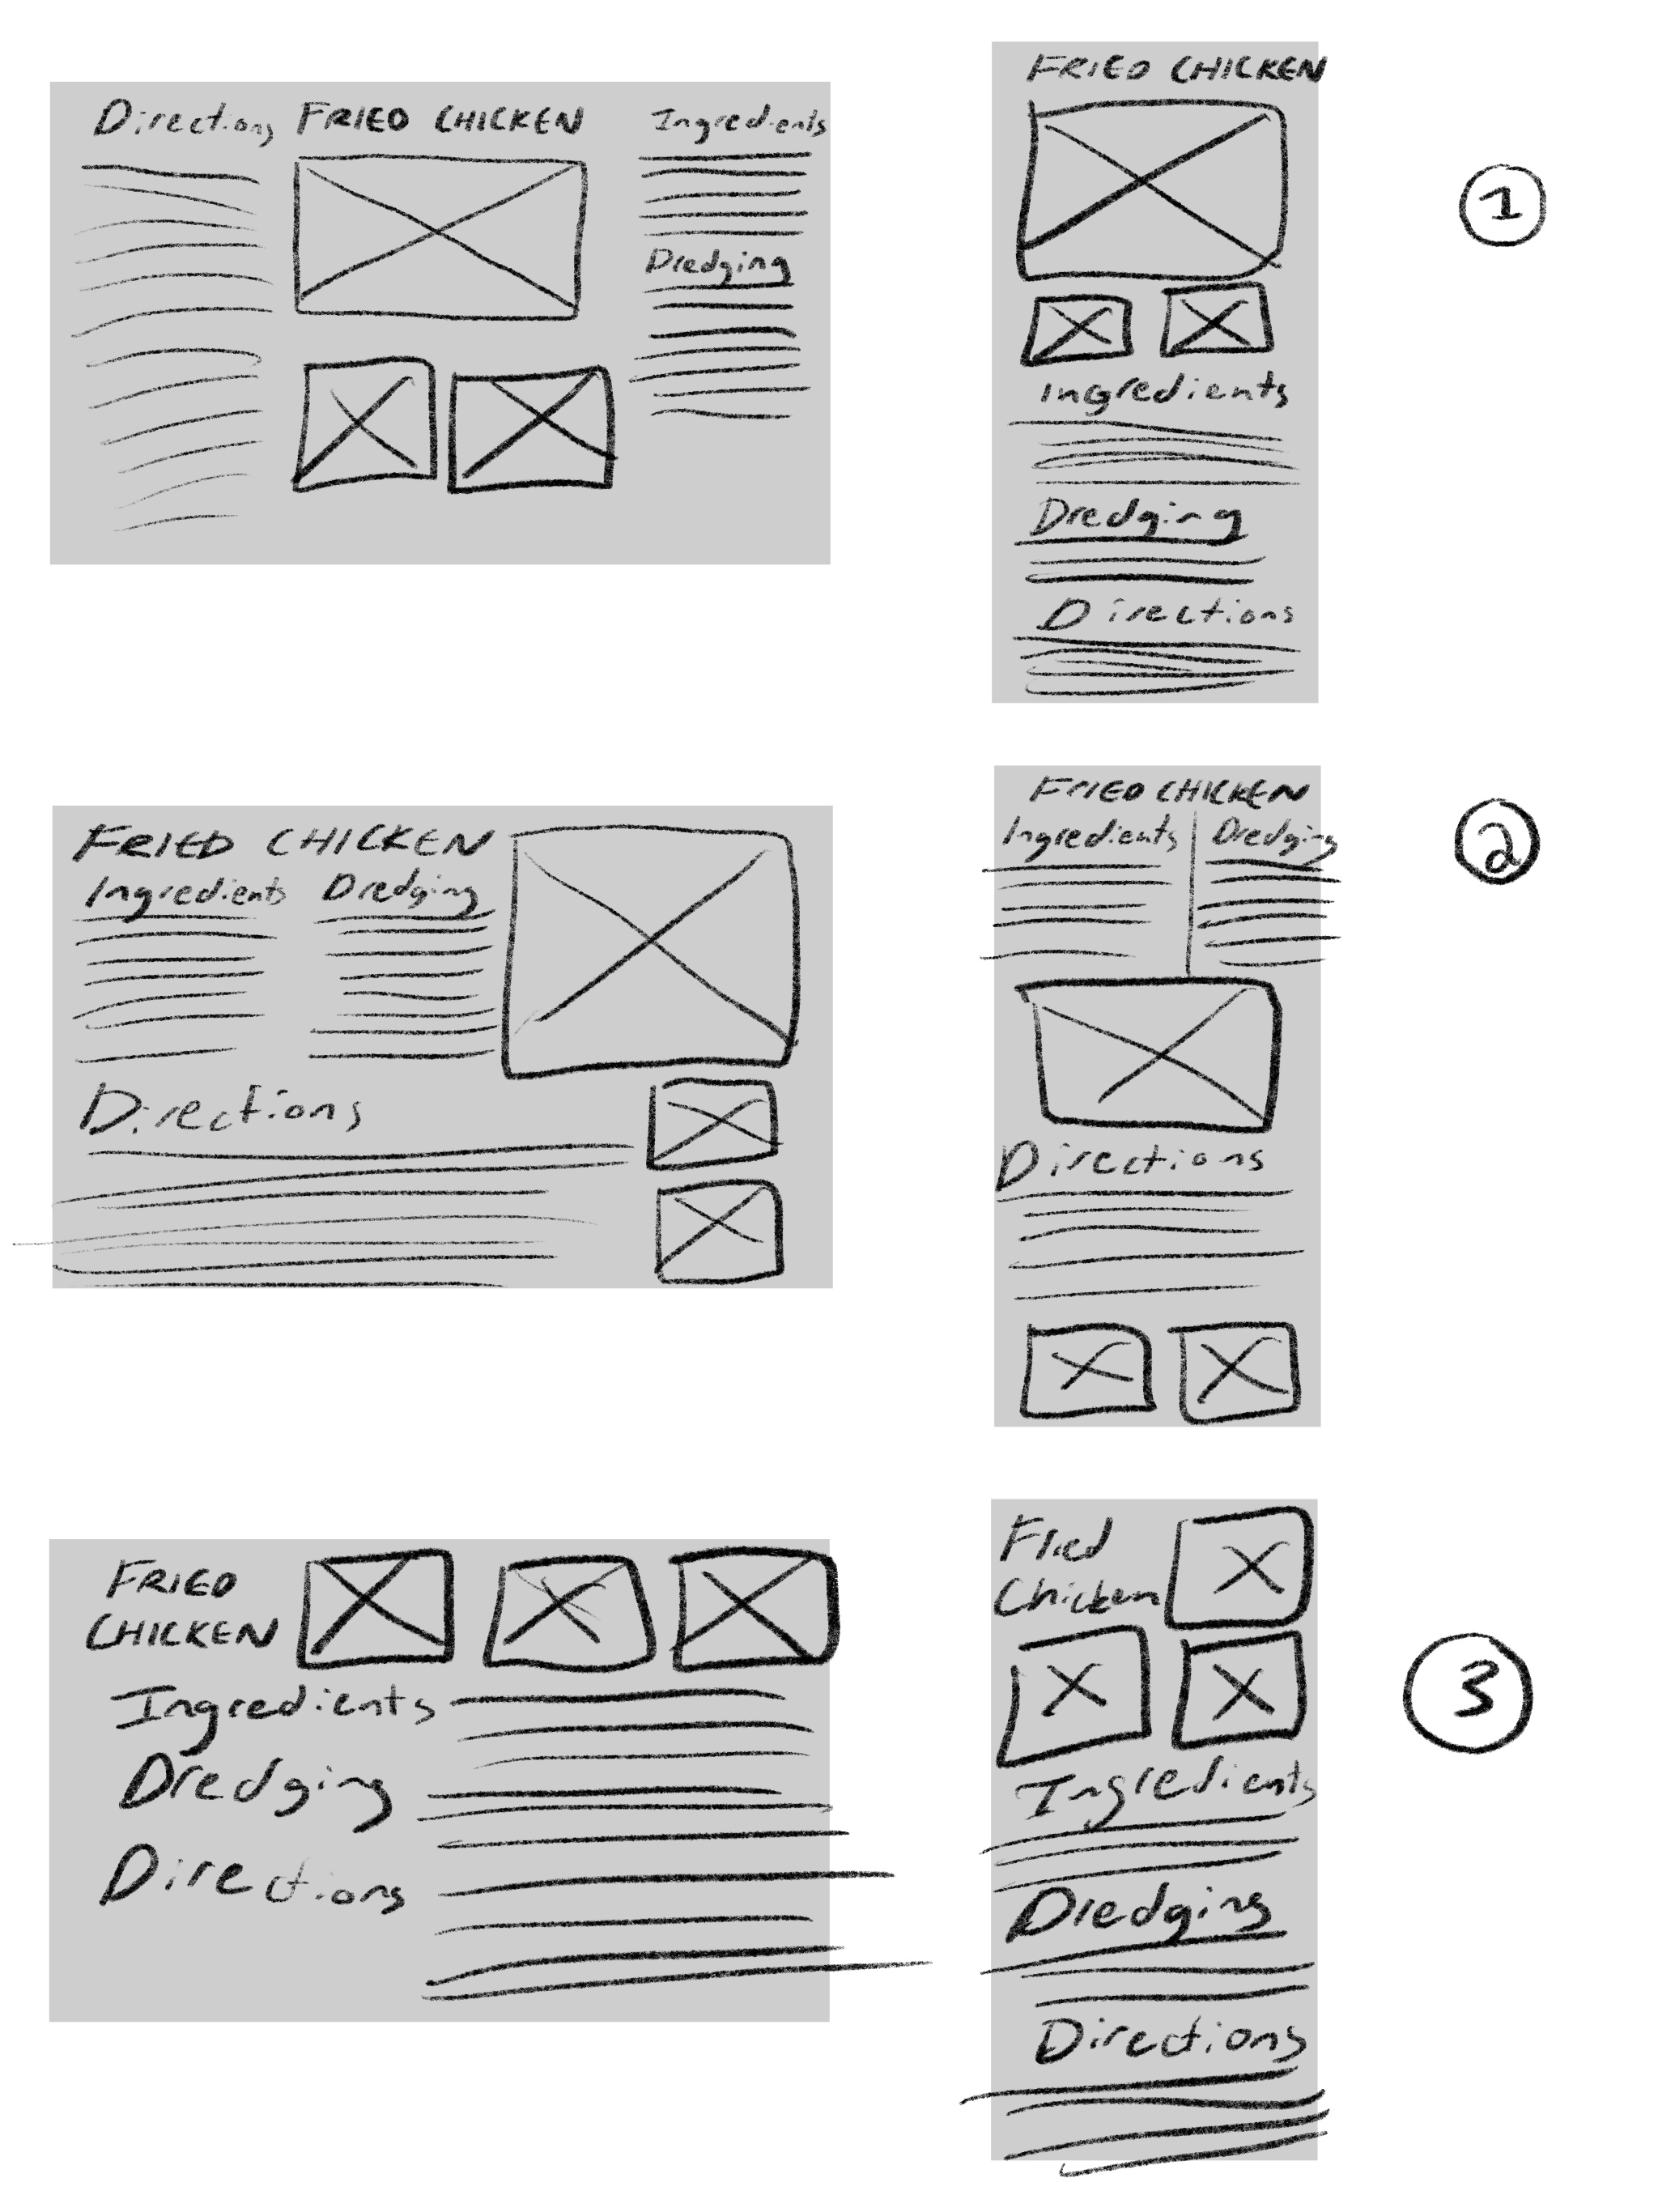 Directions FRIED CHICKEN Ingredients
Dredging
FRIED CHICKEN
Ingredients
Dredging
Directions
1
FRIED CHICKEN
Ingredients Dredging
Directions
FRIED CHICKEN
Ingredients Dredging
Directions
2
FRIED
CHICKEN
Ingredients
Dredging
Directions
Fried
Chicken
Ingredients
Dredging
Directions
3